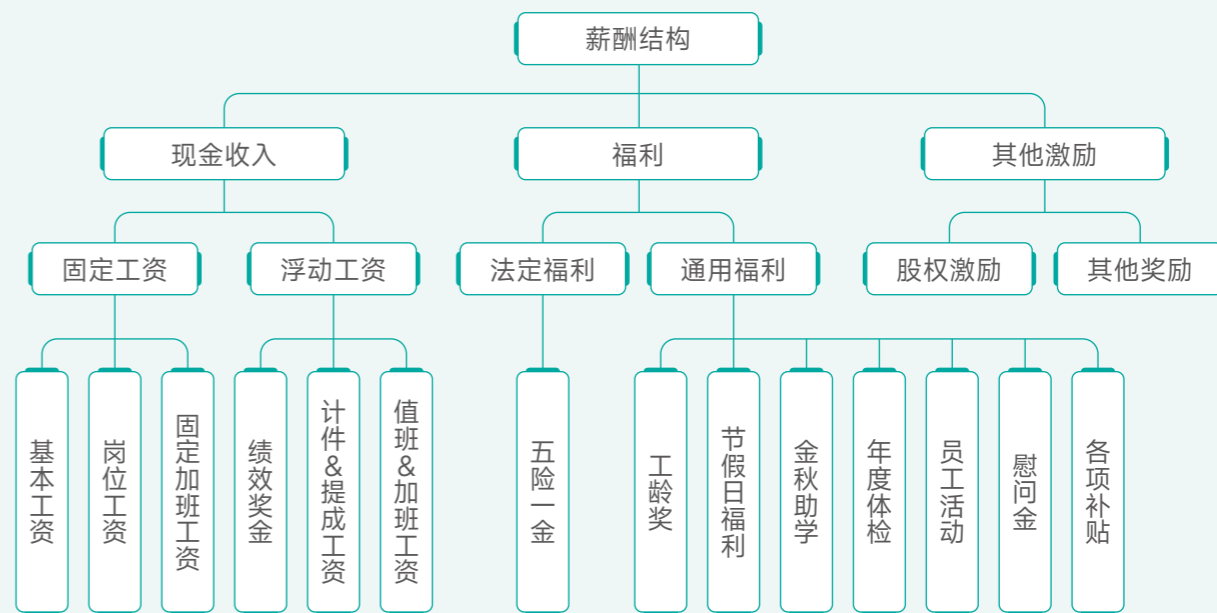 薪酬结构
现金收入
福利
其他激励
固定工资
浮动工资
法定福利
通用福利
股权激励
其他奖励
基本工资
岗位工资
固定加班工资
绩效奖金
计件&提成工资
值班&加班工资
五险一金
工龄奖
节假日福利
金秋助学
年度体检
员工活动
慰问金
各项补贴